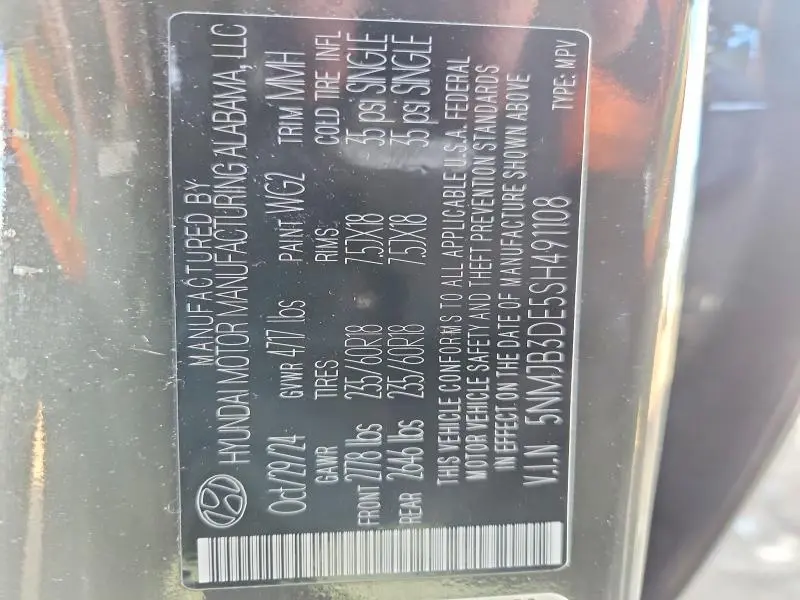 MANUFACTURED BY
HYUNDAI MOTOR MANUFACTURING ALABAMA, LLC
Oct/29/24 GVWR 4717 lbs PAINT WG2 TRIM MMH
GAWR TIRES RIMS COLD TIRE INFL
FRONT 2778 lbs 235/60R18 7.5JX18 35 psi SINGLE
REAR 2646 lbs 235/60R18 7.5JX18 35 psi SINGLE
THIS VEHICLE CONFORMS TO ALL APPLICABLE U.S.A. FEDERAL
MOTOR VEHICLE SAFETY AND THEFT PREVENTION STANDARDS
IN EFFECT ON THE DATE OF MANUFACTURE SHOWN ABOVE
V.I.N 5NMJB3DE5SH491108 TYPE: MPV